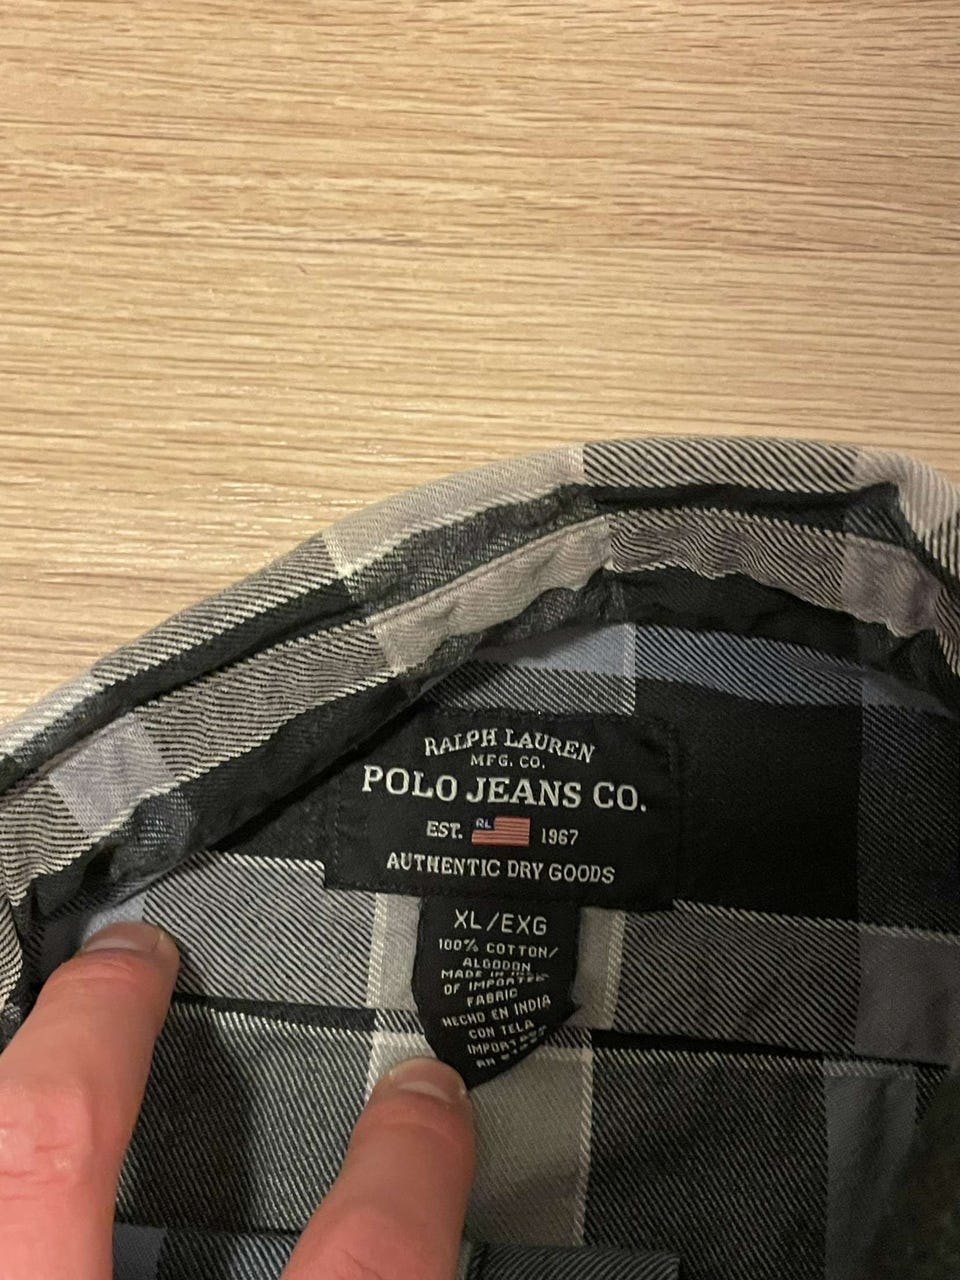 RALPH LAUREN
MFG. CO.
POLO JEANS CO.
EST. RL 1967
AUTHENTIC DRY GOODS
XL/EXG
100% COTTON/
ALGODON
MADE IN INDIA
OF IMPORTED
FABRIC
HECHO EN INDIA
CON TELA